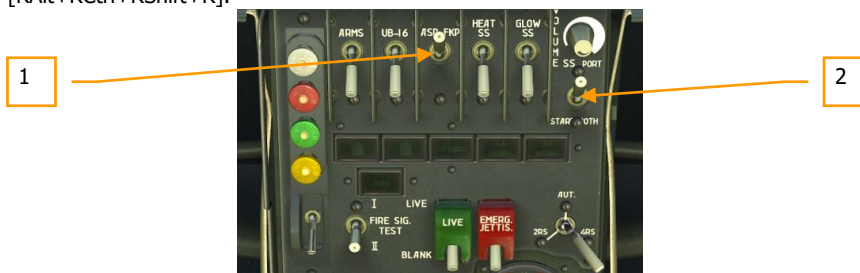 [RAlt+RCtrl+RShift+R].
1
2
ARMS UB-16 ASP-FKP HEAT SS GLOW SS
VOLUME
SS PORT
STARB. BOTH
I LIVE
FIRE SIG. TEST
II
BLANK
LIVE
EMERG. JETTIS.
AUT.
2RS 4RS